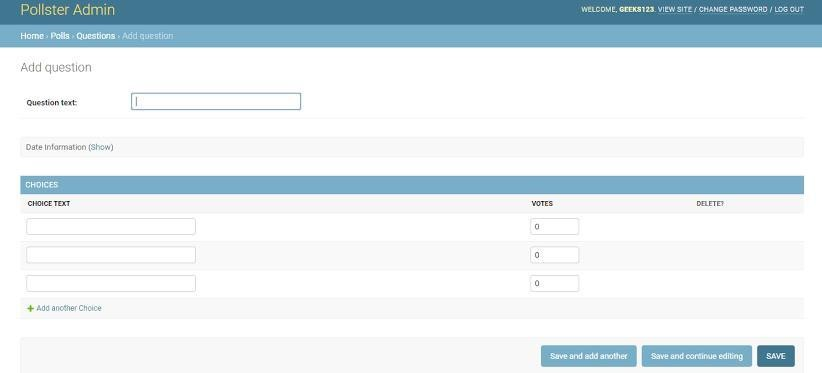 Pollster Admin
WELCOME, GEEKS123. VIEW SITE / CHANGE PASSWORD / LOG OUT
Home › Polls › Questions › Add question
Add question
Question text:
Date Information (Show)
CHOICES
CHOICE TEXT VOTES DELETE?
0
0
0
+ Add another Choice
Save and add another Save and continue editing SAVE